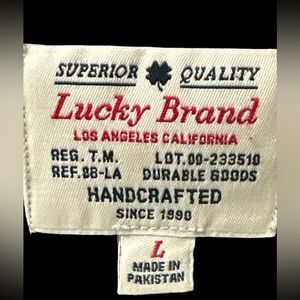 SUPERIOR QUALITY
Lucky Brand
LOS ANGELES CALIFORNIA
REG. T.M. LOT.00-233510
REF.88-LA DURABLE GOODS
HANDCRAFTED
SINCE 1990
L
MADE IN
PAKISTAN